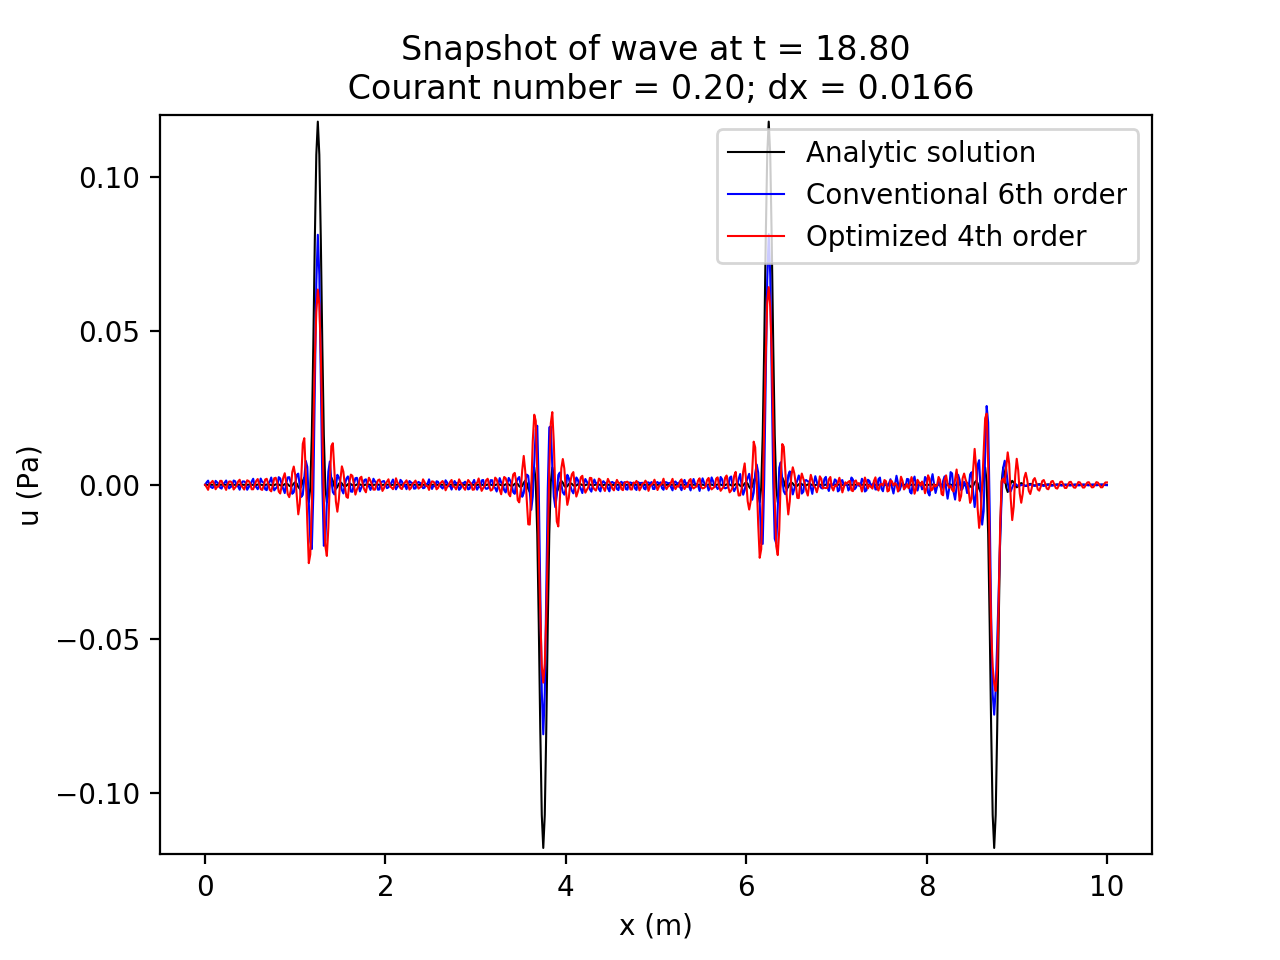 Snapshot of wave at t = 18.80
Courant number = 0.20; dx = 0.0166
Analytic solution
Conventional 6th order
Optimized 4th order
0.10
0.05
0.00
−0.05
−0.10
u (Pa)
0 2 4 6 8 10
x (m)